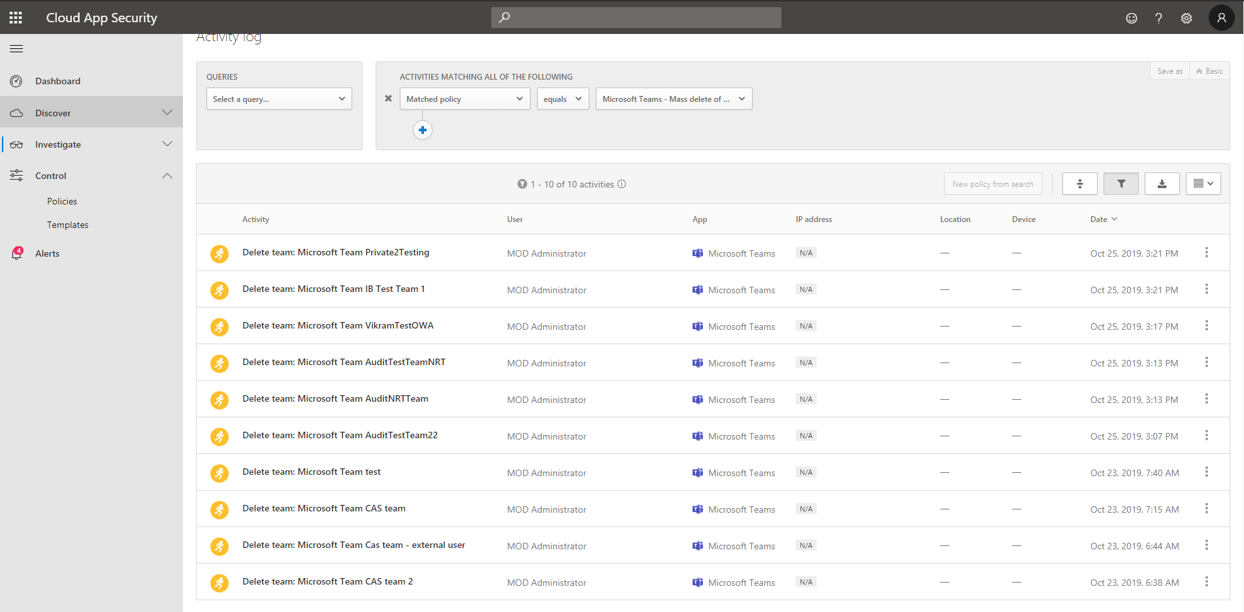 Cloud App Security
Activity log
Dashboard
Discover
Investigate
Control
Policies
Templates
4
Alerts
QUERIES
Select a query...
ACTIVITIES MATCHING ALL OF THE FOLLOWING
Save as
Basic
Matched policy
equals
Microsoft Teams - Mass delete of ...
1 - 10 of 10 activities
New policy from search
Activity User App IP address Location Device Date
Delete team: Microsoft Team Private2Testing MOD Administrator Microsoft Teams N/A — — Oct 25, 2019, 3:21 PM
Delete team: Microsoft Team IB Test Team 1 MOD Administrator Microsoft Teams N/A — — Oct 25, 2019, 3:21 PM
Delete team: Microsoft Team VikramTestOWA MOD Administrator Microsoft Teams N/A — — Oct 25, 2019, 3:17 PM
Delete team: Microsoft Team AuditTestTeamNRT MOD Administrator Microsoft Teams N/A — — Oct 25, 2019, 3:13 PM
Delete team: Microsoft Team AuditNRTTeam MOD Administrator Microsoft Teams N/A — — Oct 25, 2019, 3:13 PM
Delete team: Microsoft Team AuditTestTeam22 MOD Administrator Microsoft Teams N/A — — Oct 25, 2019, 3:07 PM
Delete team: Microsoft Team test MOD Administrator Microsoft Teams N/A — — Oct 23, 2019, 7:40 AM
Delete team: Microsoft Team CAS team MOD Administrator Microsoft Teams N/A — — Oct 23, 2019, 7:15 AM
Delete team: Microsoft Team Cas team - external user MOD Administrator Microsoft Teams N/A — — Oct 23, 2019, 6:44 AM
Delete team: Microsoft Team CAS team 2 MOD Administrator Microsoft Teams N/A — — Oct 23, 2019, 6:38 AM